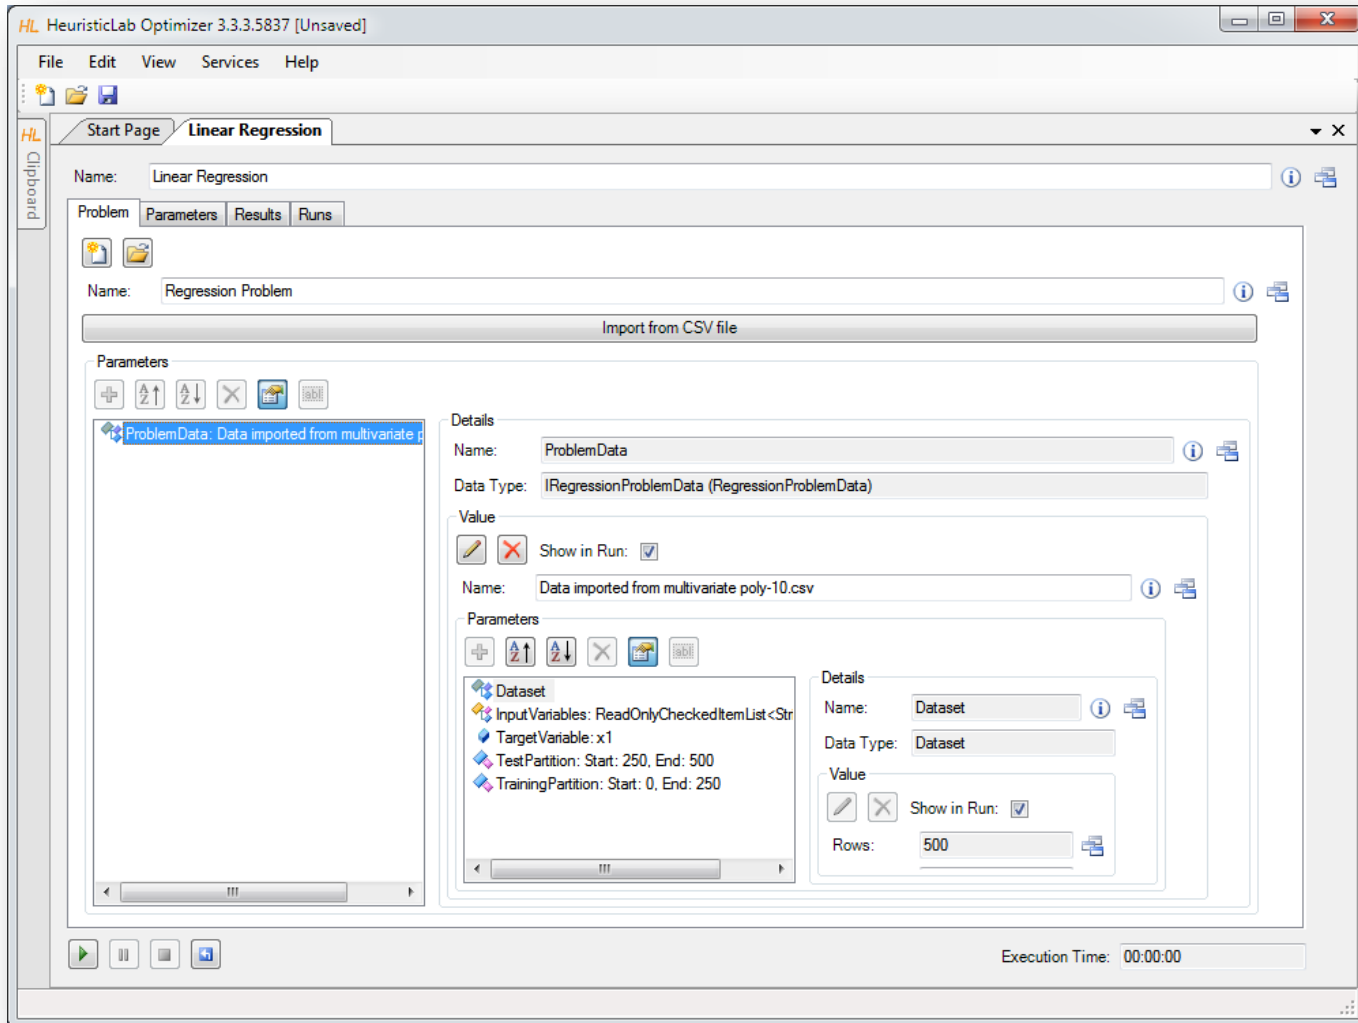 HL HeuristicLab Optimizer 3.3.3.5837 [Unsaved]
File Edit View Services Help
HL Clipboard
Start Page Linear Regression
Name: Linear Regression
Problem Parameters Results Runs
Name: Regression Problem
Import from CSV file
Parameters
ProblemData: Data imported from multivariate p
Details
Name: ProblemData
Data Type: IRegressionProblemData (RegressionProblemData)
Value
Show in Run:
Name: Data imported from multivariate poly-10.csv
Parameters
Dataset
InputVariables: ReadOnlyCheckedItemList<Str
TargetVariable: x1
TestPartition: Start: 250, End: 500
TrainingPartition: Start: 0, End: 250
Details
Name: Dataset
Data Type: Dataset
Value
Show in Run:
Rows: 500
Execution Time: 00:00:00